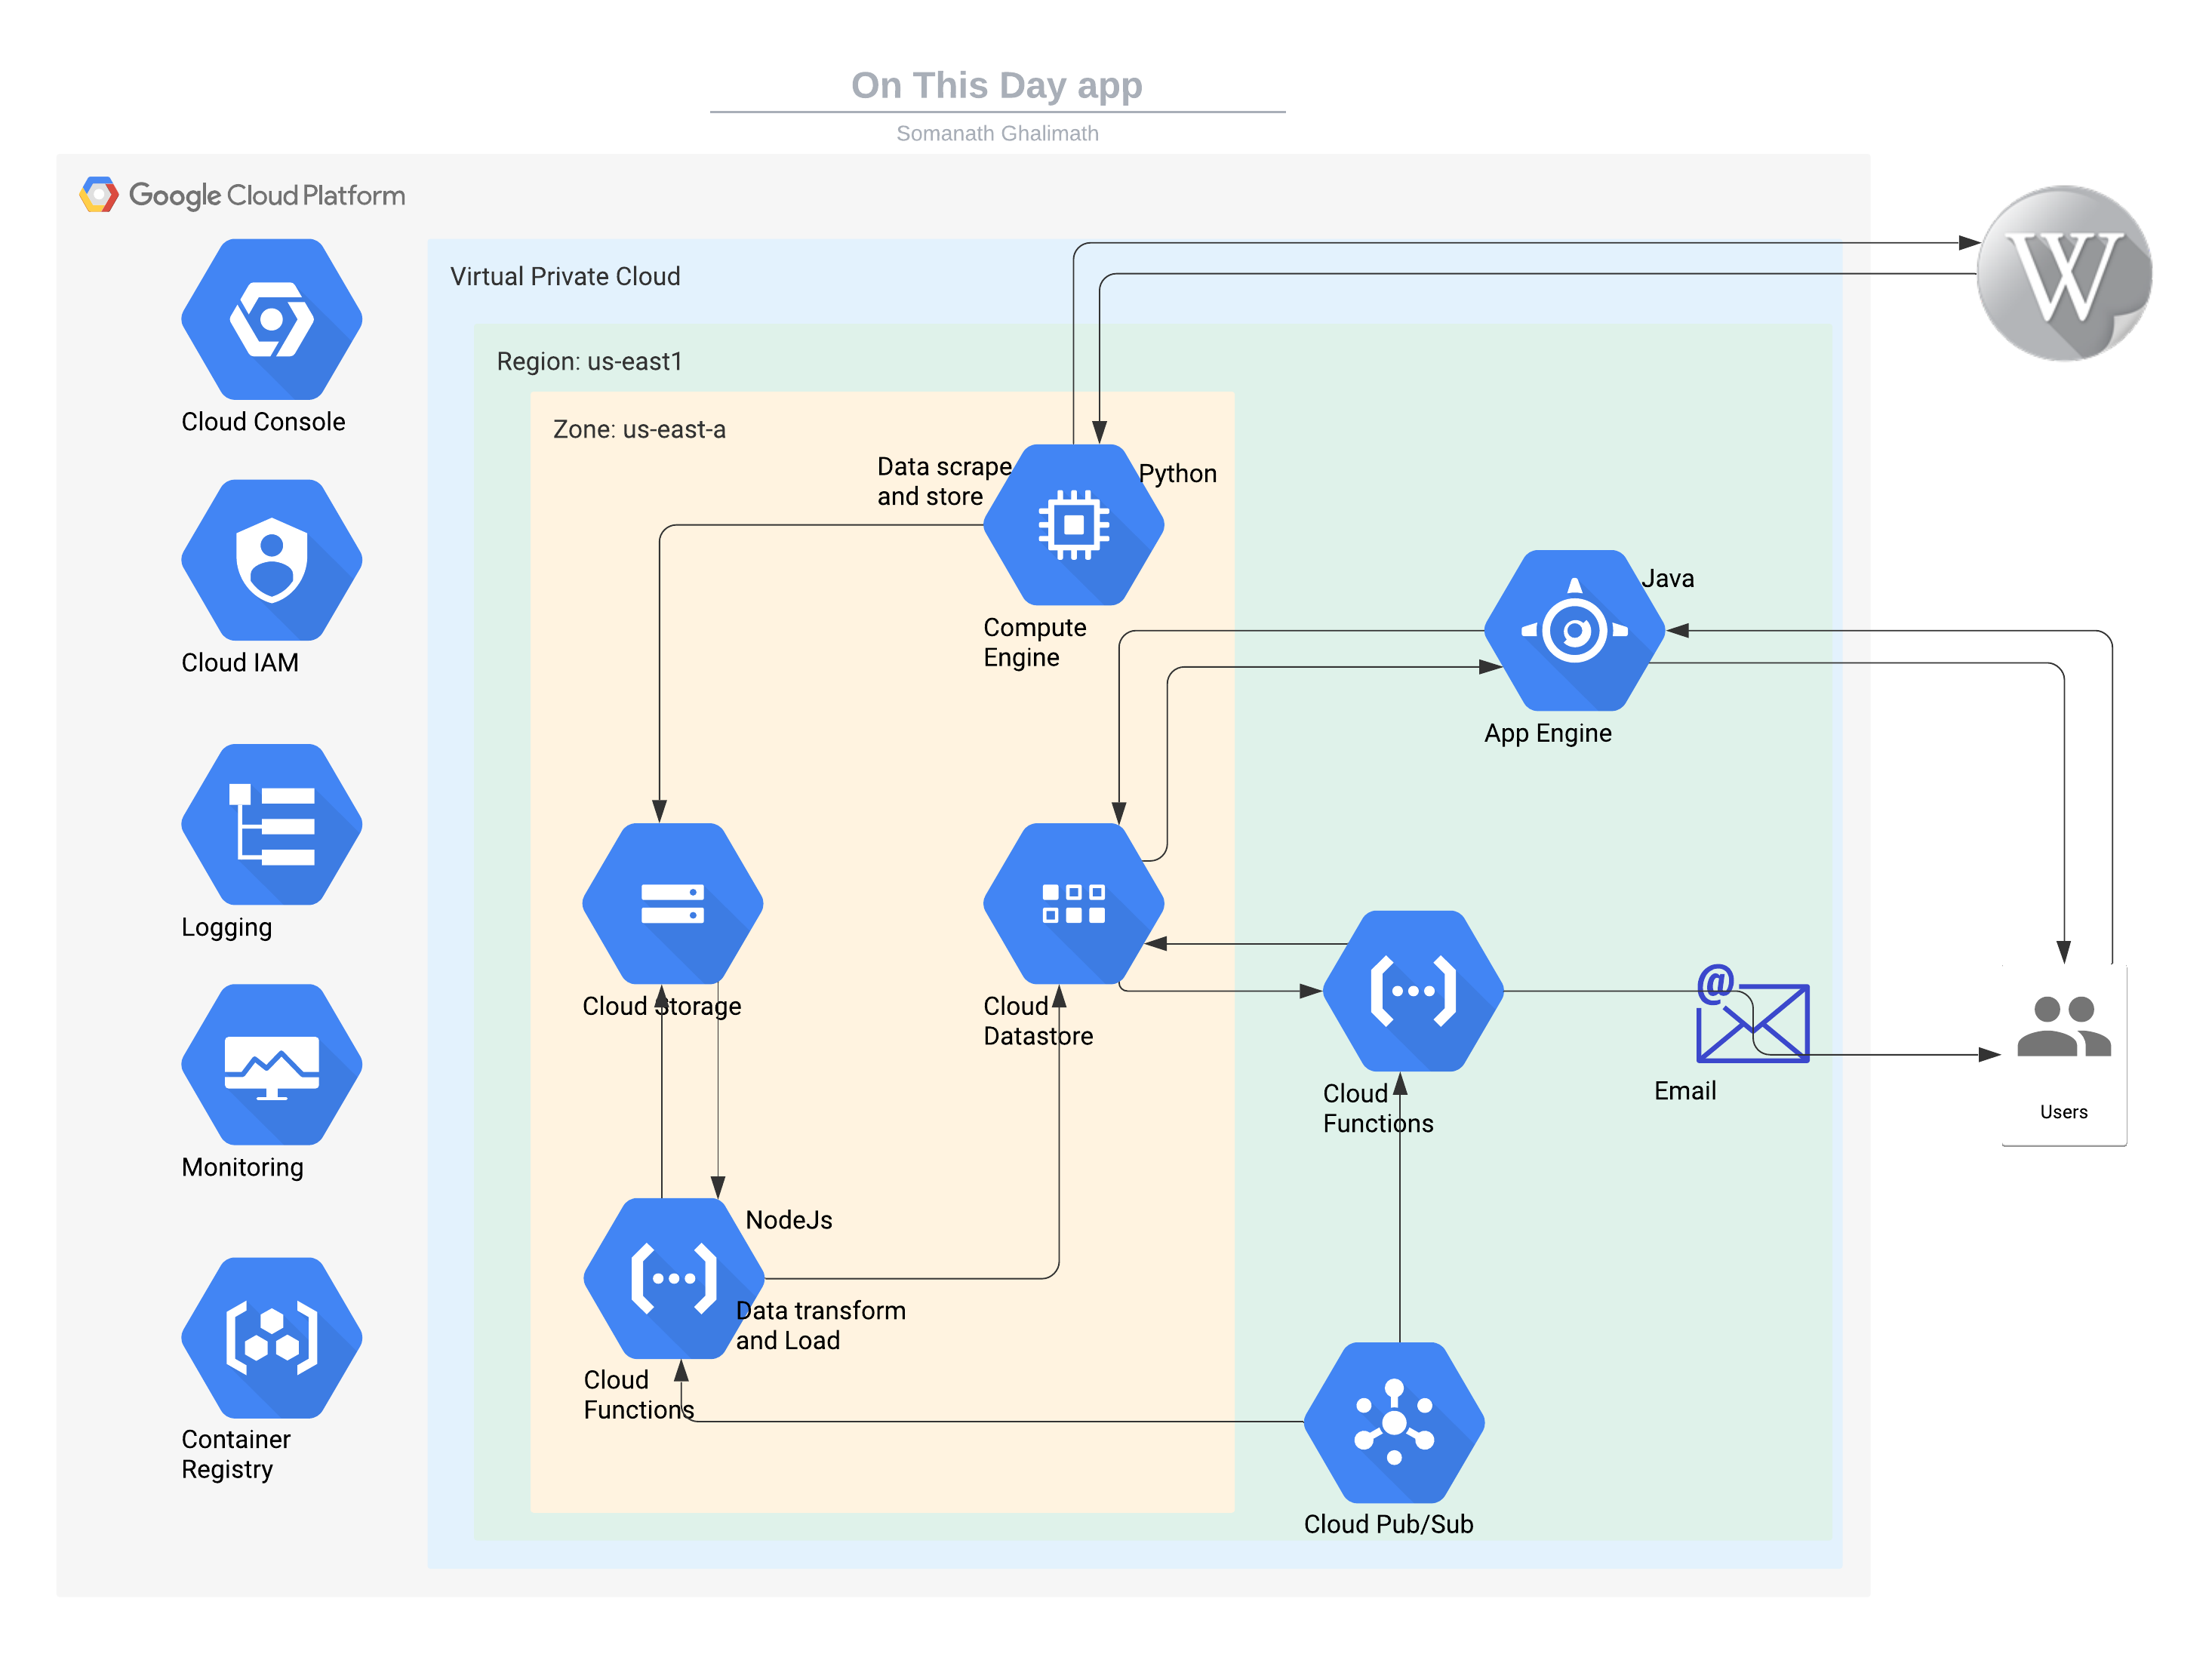 On This Day app
Somanath Ghalimath
Google Cloud Platform
Cloud Console
Cloud IAM
Logging
Monitoring
Container
Registry
Virtual Private Cloud
Region: us-east1
Zone: us-east-a
Data scrape
and store
Python
Compute
Engine
W
Java
App Engine
Cloud Storage
Cloud
Datastore
Cloud
Functions
@
Email
Users
NodeJs
Data transform
and Load
Cloud
Functions
Cloud Pub/Sub